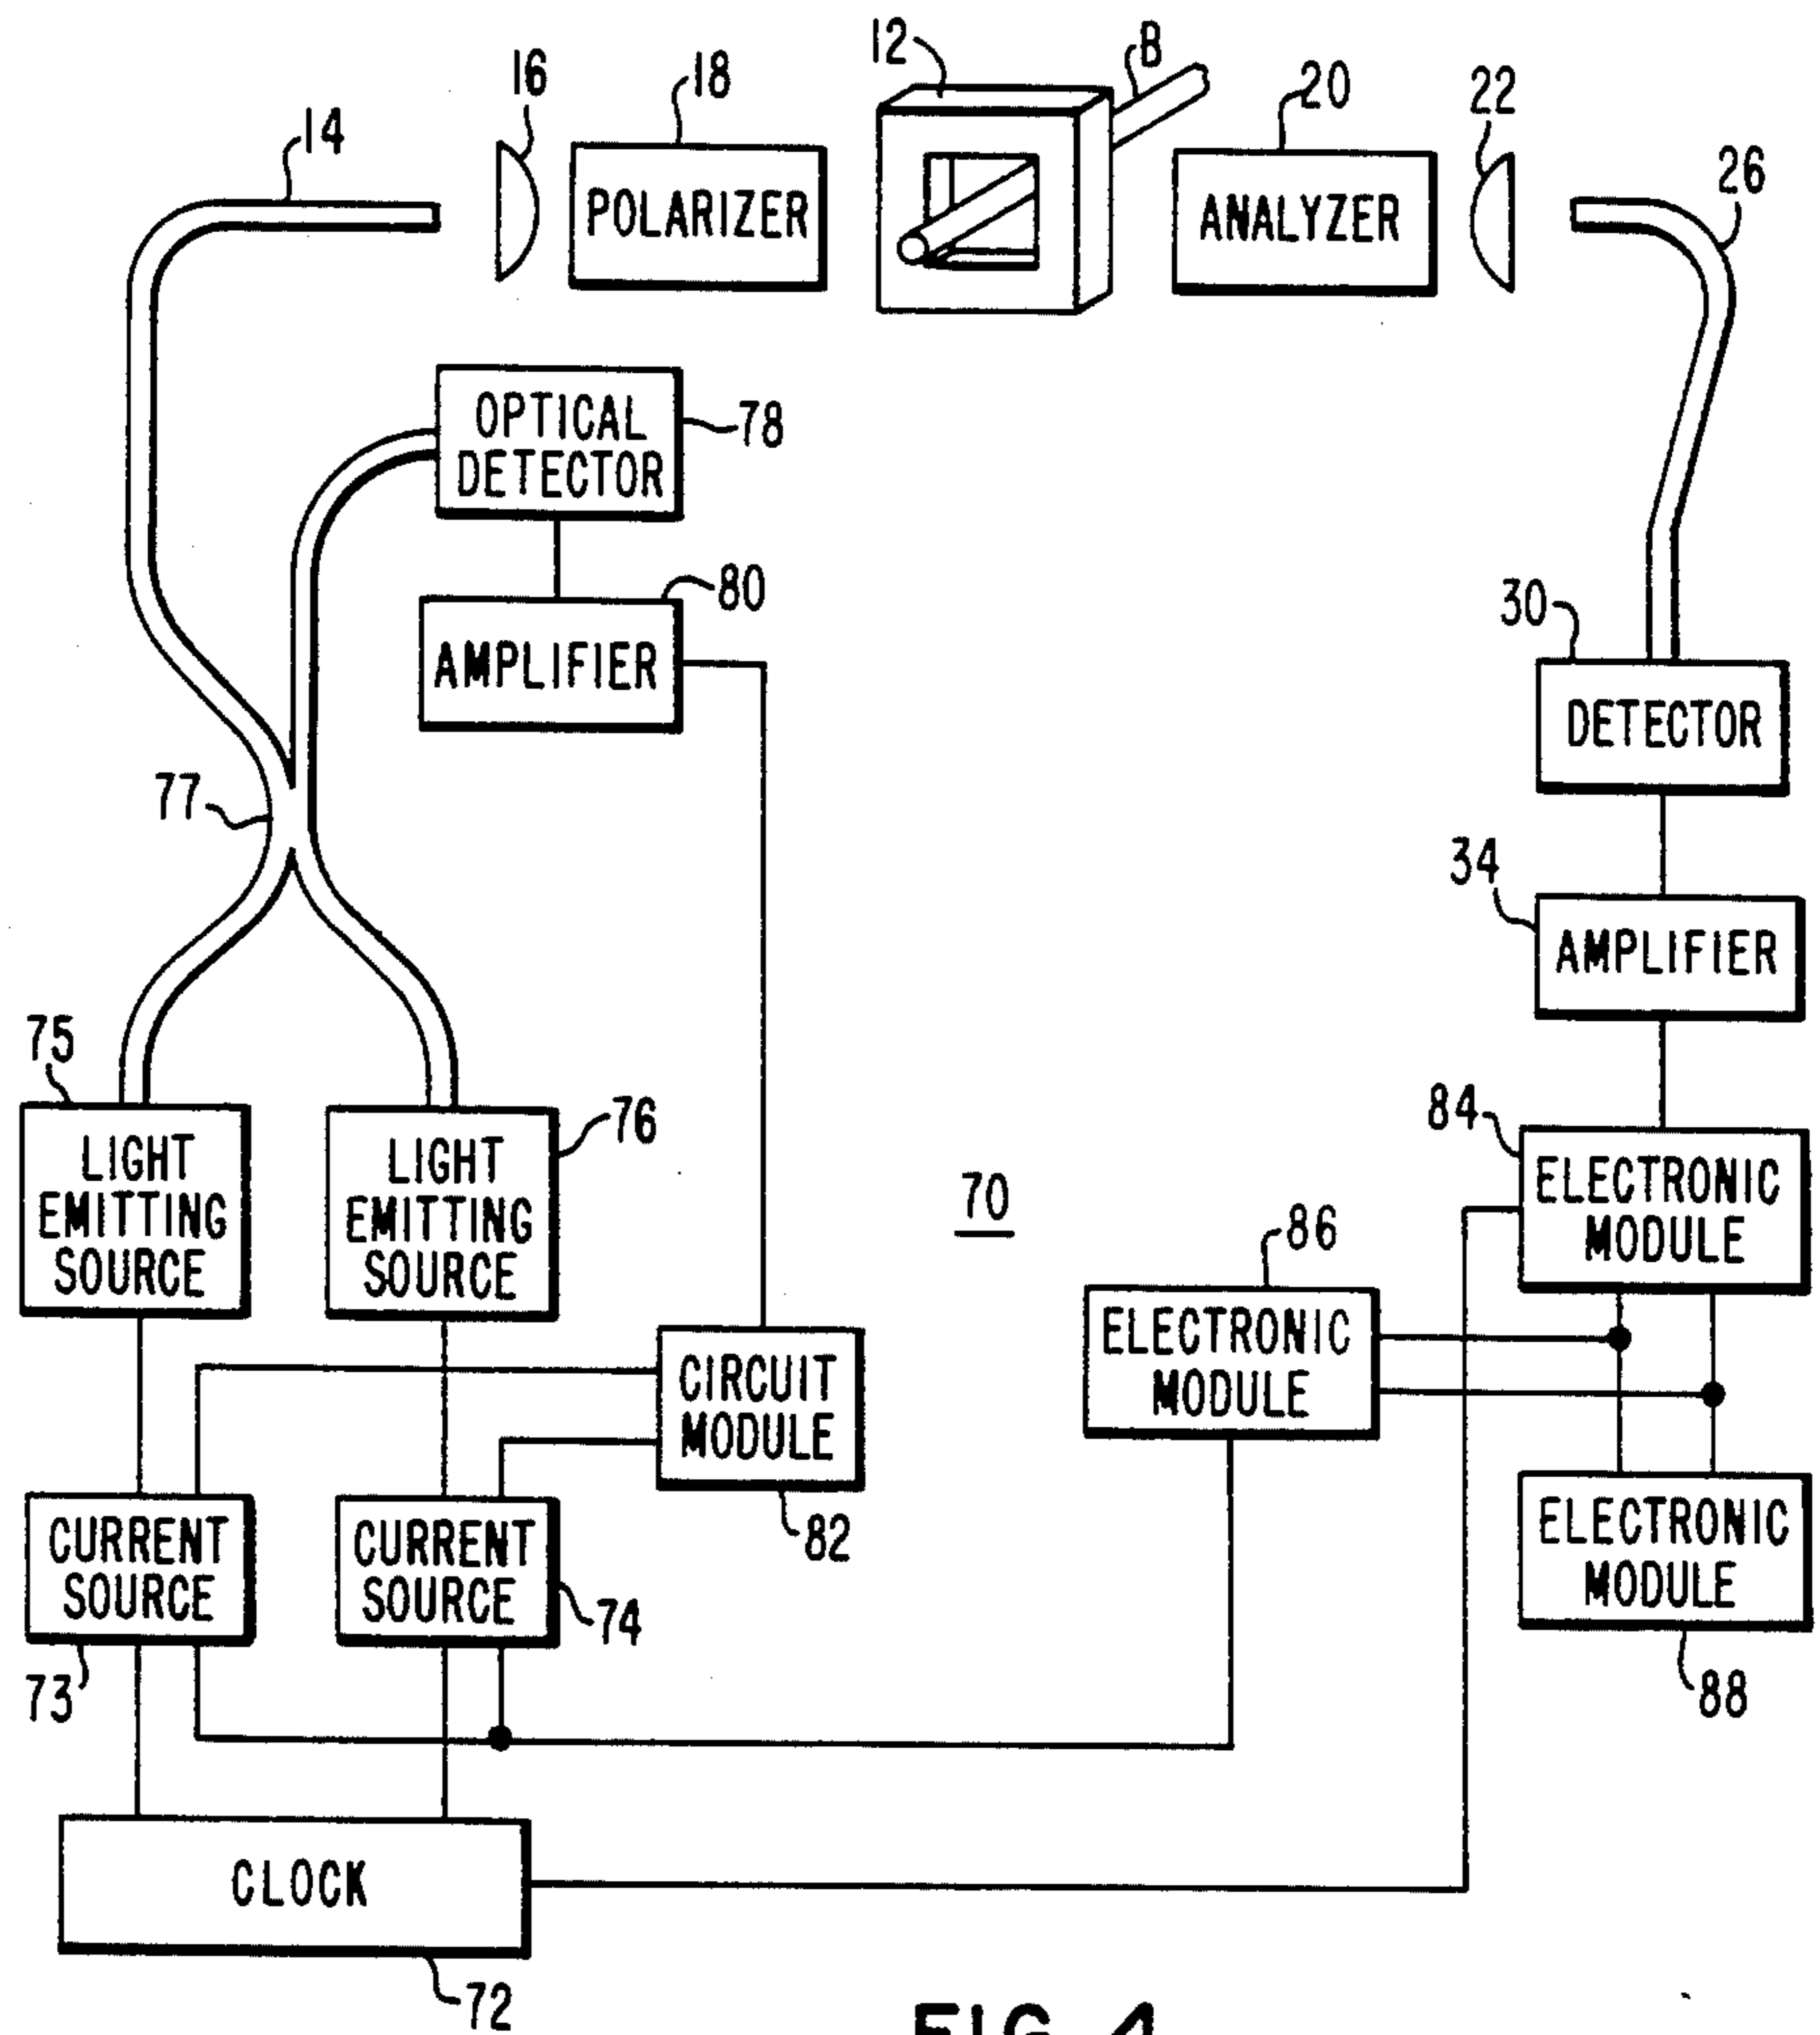 12
B
16
18
20
22
14
26
POLARIZER
ANALYZER
OPTICAL
DETECTOR
78
80
AMPLIFIER
30
DETECTOR
77
34
AMPLIFIER
75
76
84
LIGHT
EMITTING
SOURCE
LIGHT
EMITTING
SOURCE
70
86
ELECTRONIC
MODULE
ELECTRONIC
MODULE
CIRCUIT
MODULE
82
CURRENT
SOURCE
CURRENT
SOURCE
74
73
ELECTRONIC
MODULE
88
CLOCK
72
FIG. 4